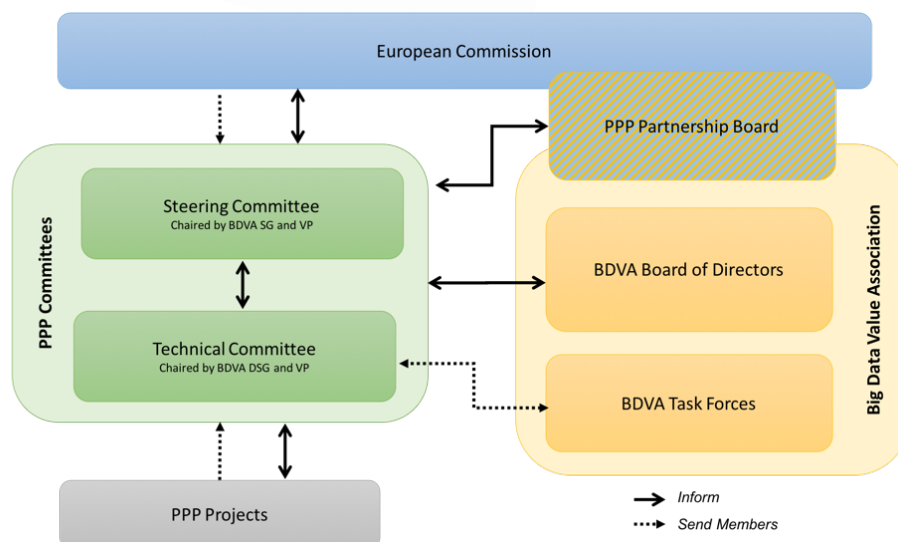 European Commission
PPP Partnership Board
PPP Committees
Steering Committee
Chaired by BDVA SG and VP
Technical Committee
Chaired by BDVA DSG and VP
BDVA Board of Directors
BDVA Task Forces
Big Data Value Association
PPP Projects
Inform
Send Members